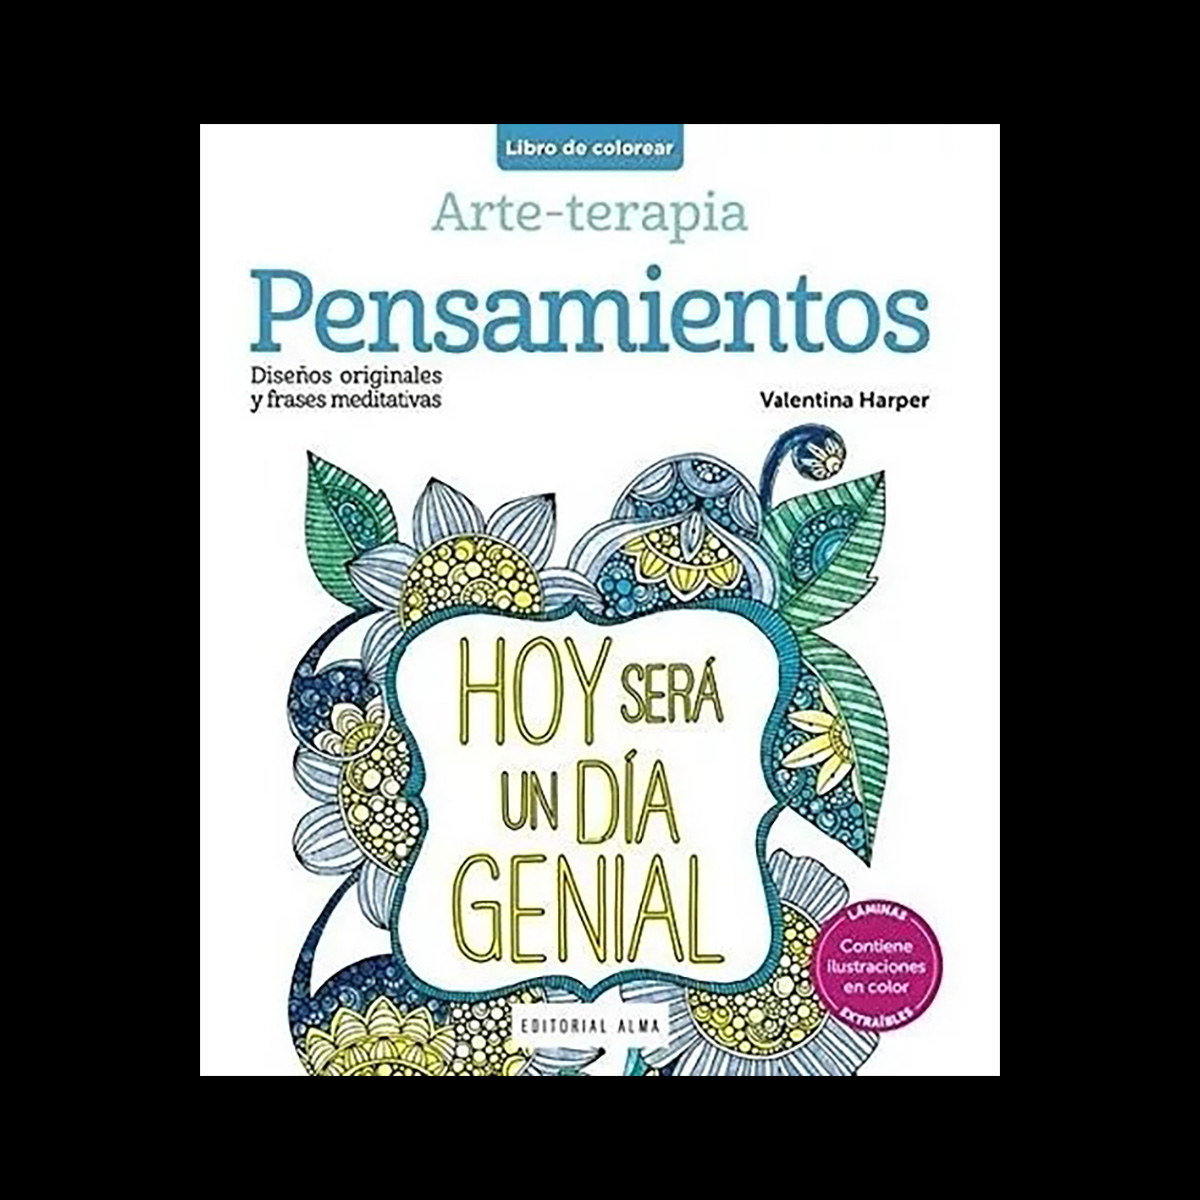 Libro de colorear
Arte-terapia
Pensamientos
Diseños originales
y frases meditativas
Valentina Harper
HOY SERÁ
UN DÍA
GENIAL
LÁMINAS
Contiene
ilustraciones
en color
EXTRAÍBLES
EDITORIAL ALMA